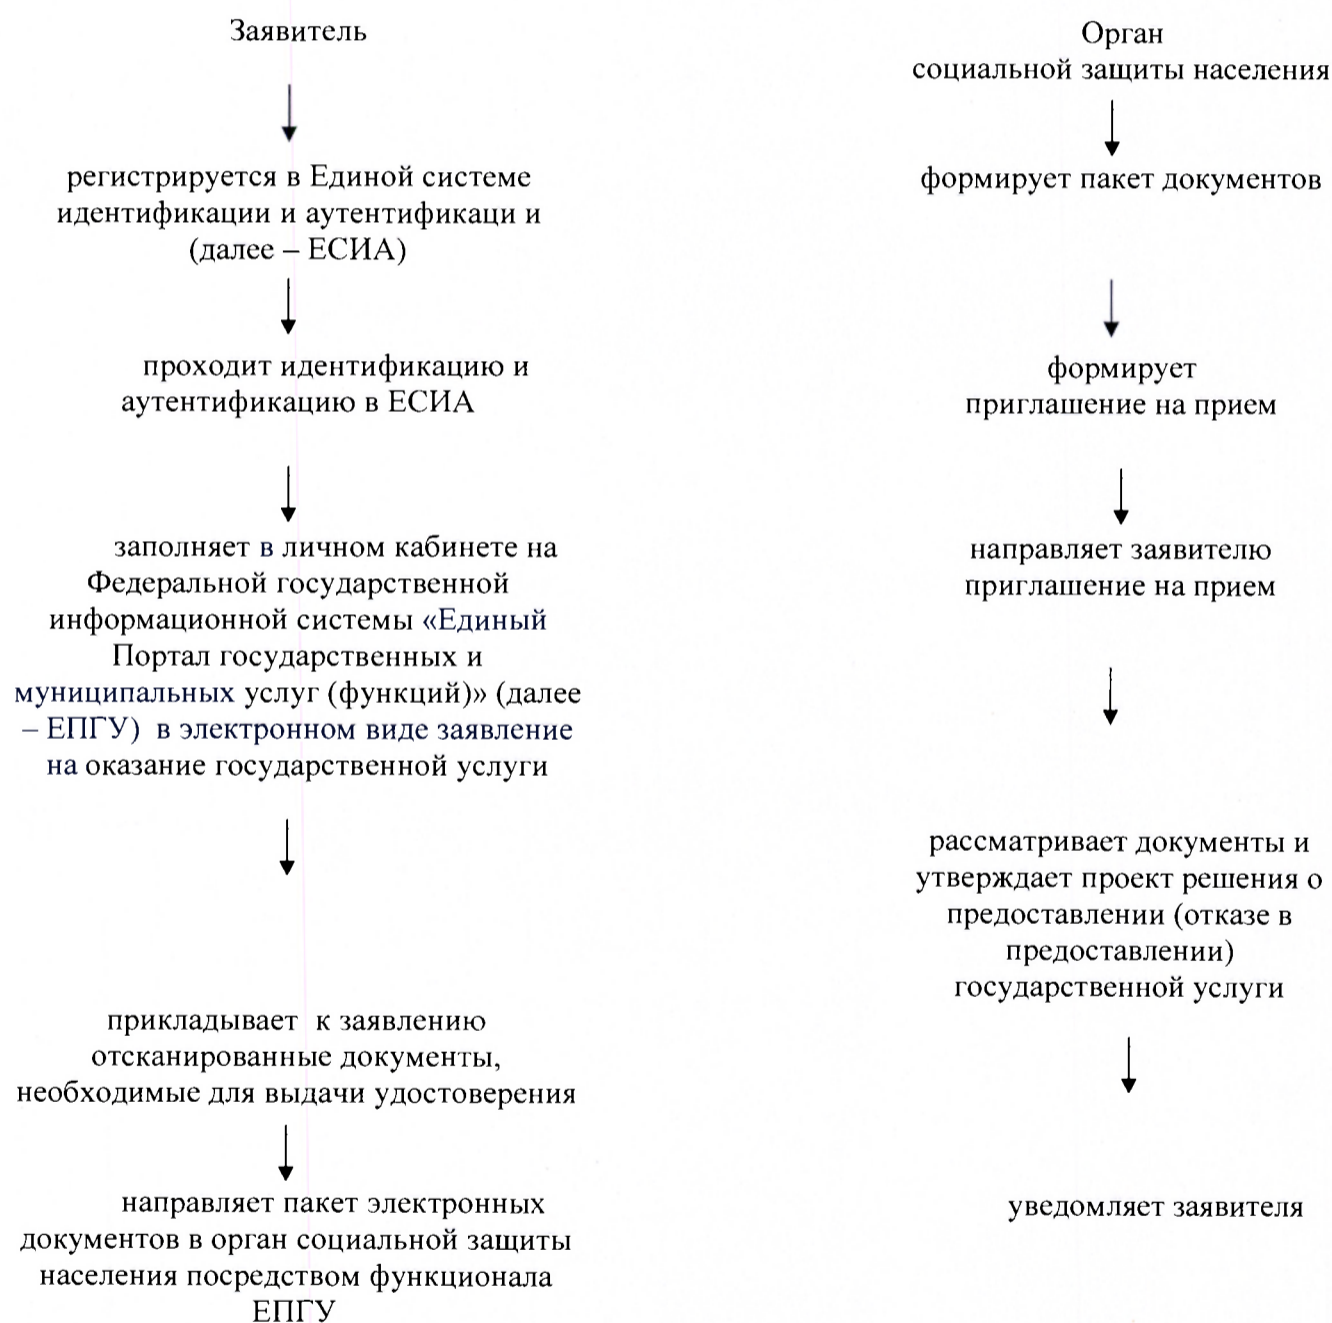 Заявитель
регистрируется в Единой системе
идентификации и аутентификаци и
(далее – ЕСИА)
проходит идентификацию и
аутентификацию в ЕСИА
заполняет в личном кабинете на
Федеральной государственной
информационной системы «Единый
Портал государственных и
муниципальных услуг (функций)» (далее
– ЕПГУ) в электронном виде заявление
на оказание государственной услуги
прикладывает к заявлению
отсканированные документы,
необходимые для выдачи удостоверения
направляет пакет электронных
документов в орган социальной защиты
населения посредством функционала
ЕПГУ
Орган
социальной защиты населения
формирует пакет документов
формирует
приглашение на прием
направляет заявителю
приглашение на прием
рассматривает документы и
утверждает проект решения о
предоставлении (отказе в
предоставлении)
государственной услуги
уведомляет заявителя